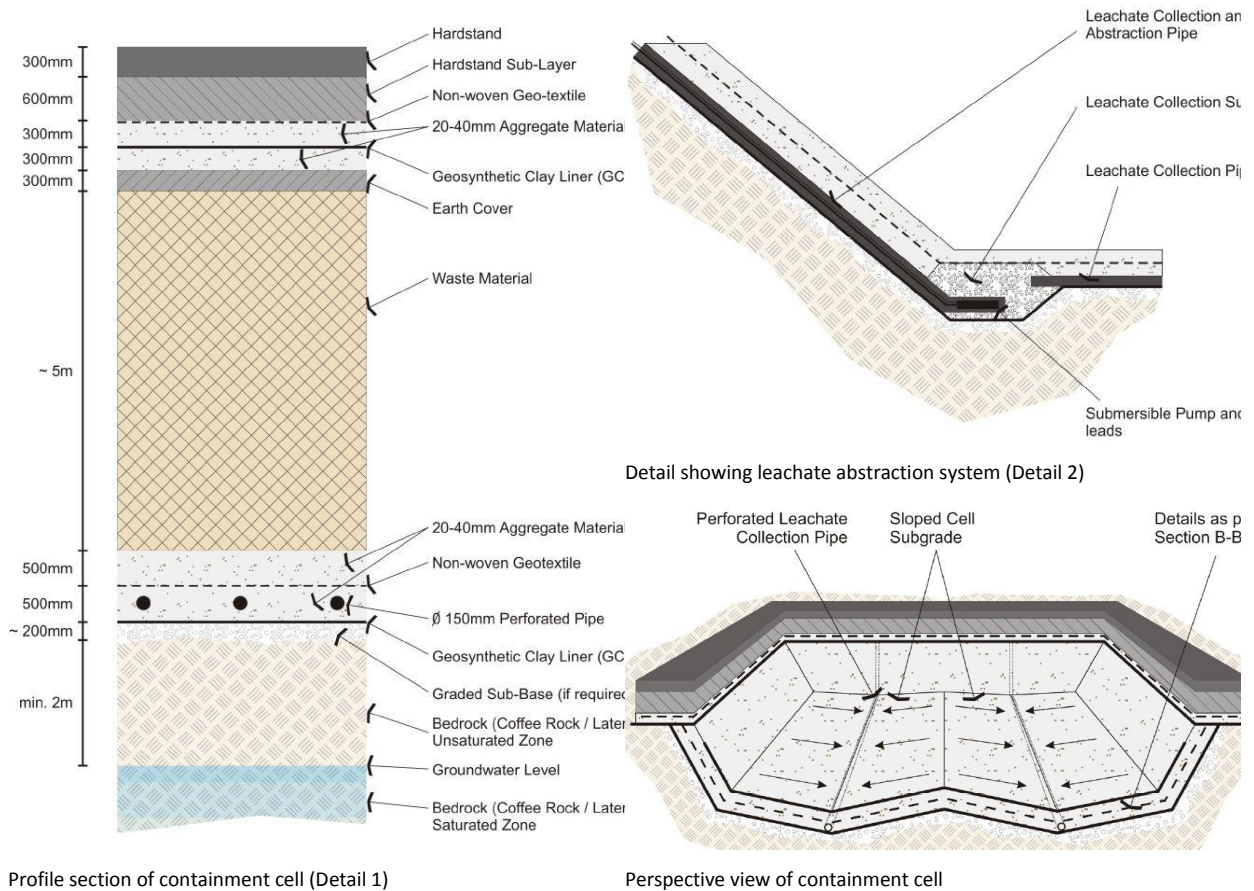 300mm
600mm
300mm
300mm
300mm
~ 5m
500mm
500mm
~ 200mm
min. 2m
Hardstand
Hardstand Sub-Layer
Non-woven Geo-textile
20-40mm Aggregate Material
Geosynthetic Clay Liner (GC
Earth Cover
Waste Material
20-40mm Aggregate Material
Non-woven Geotextile
Ø 150mm Perforated Pipe
Geosynthetic Clay Liner (GC
Graded Sub-Base (if required
Bedrock (Coffee Rock / Later
Unsaturated Zone
Groundwater Level
Bedrock (Coffee Rock / Later
Saturated Zone
Profile section of containment cell (Detail 1)
Leachate Collection an
Abstraction Pipe
Leachate Collection Su
Leachate Collection Pip
Submersible Pump and
leads
Detail showing leachate abstraction system (Detail 2)
Perforated Leachate
Collection Pipe
Sloped Cell
Subgrade
Details as p
Section B-B
Perspective view of containment cell